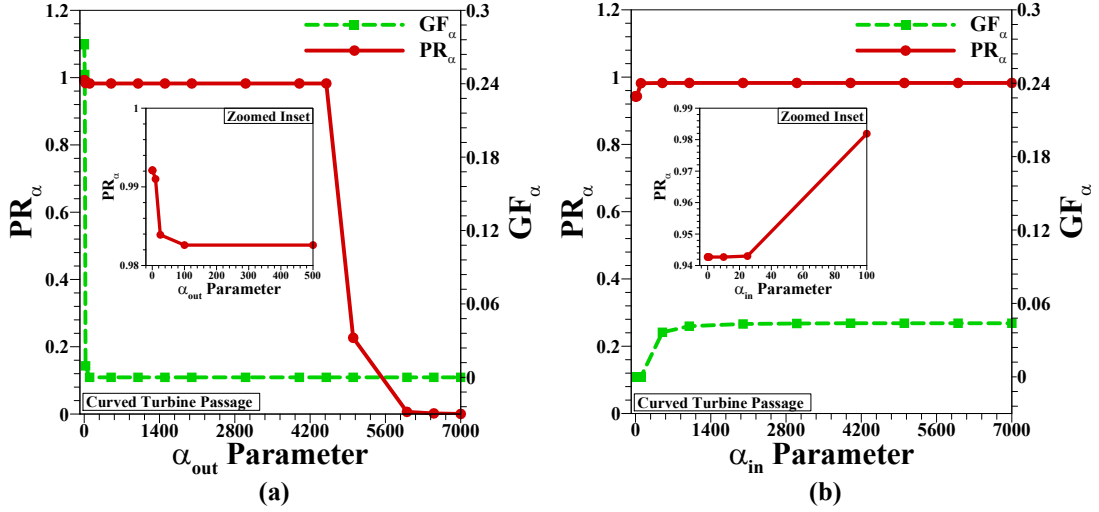 1.2
1
0.8
0.6
0.4
0.2
0
PRα
0.3
0.24
0.18
0.12
0.06
0
GFα
GFα
PRα
Zoomed Inset
1
0.99
0.98
PRα
0 100 200 300 400 500
αout Parameter
Curved Turbine Passage
0 1400 2800 4200 5600 7000
αout Parameter
(a)
1.2
1
0.8
0.6
0.4
0.2
0
PRα
0.3
0.24
0.18
0.12
0.06
0
GFα
GFα
PRα
Zoomed Inset
0.99
0.98
0.97
0.96
0.95
0.94
PRα
0 20 40 60 80 100
αin Parameter
Curved Turbine Passage
0 1400 2800 4200 5600 7000
αin Parameter
(b)